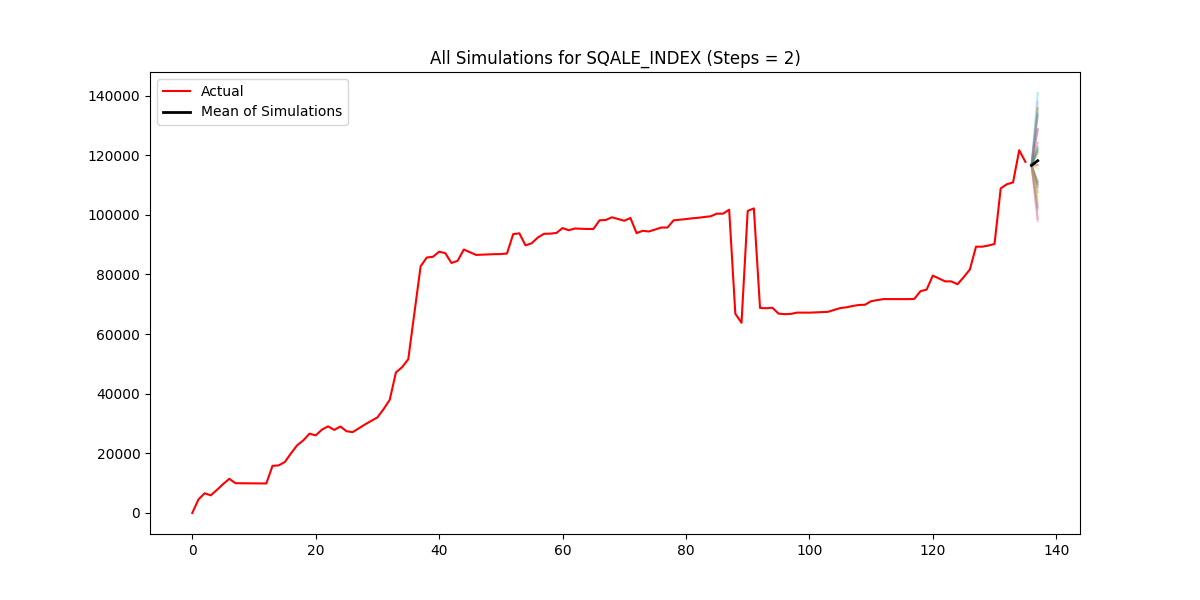 All Simulations for SQALE_INDEX (Steps = 2)
Actual
Mean of Simulations
140000
120000
100000
80000
60000
40000
20000
0
0 20 40 60 80 100 120 140